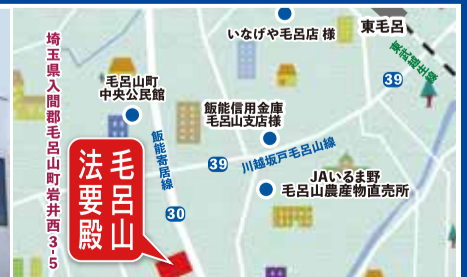 いなげや毛呂店 様
東毛呂
東武越生線
39
埼玉県入間郡毛呂山町岩井西3-5
毛呂山町
中央公民館
飯能信用金庫
毛呂山支店様
飯能寄居線
39
川越坂戸毛呂山線
毛呂山
法要殿
30
JAいるま野
毛呂山農産物直売所